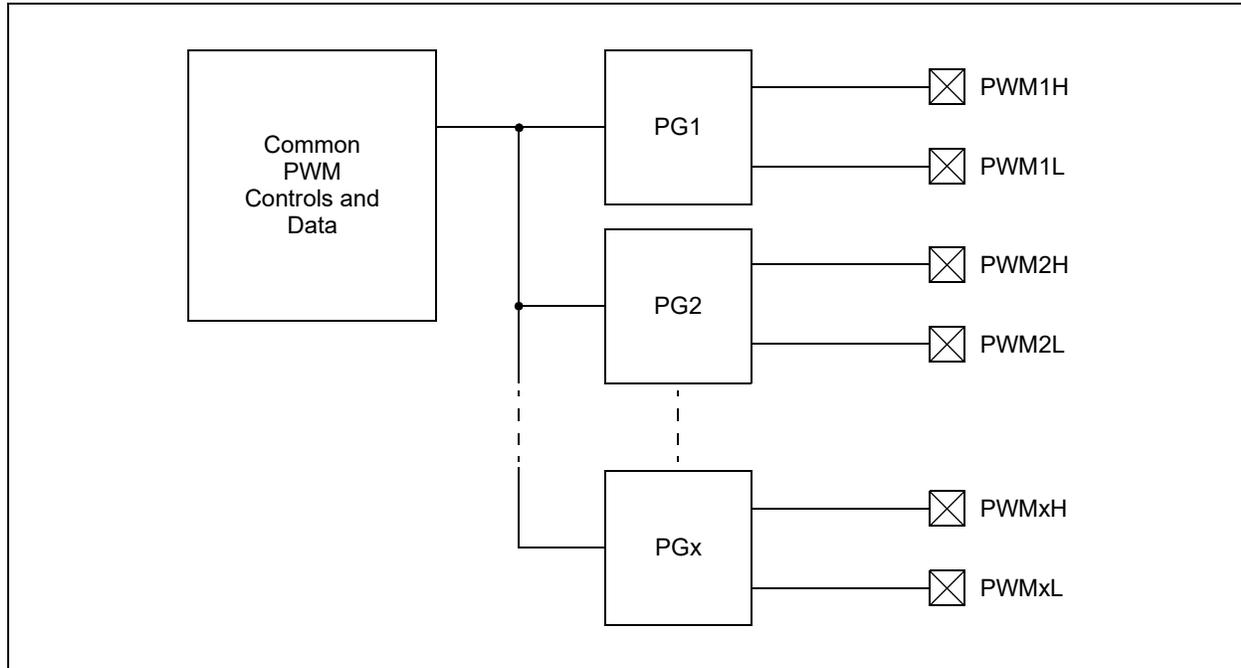 Common
PWM
Controls and
Data
PG1
PWM1H
PWM1L
PG2
PWM2H
PWM2L
PGx
PWMxH
PWMxL